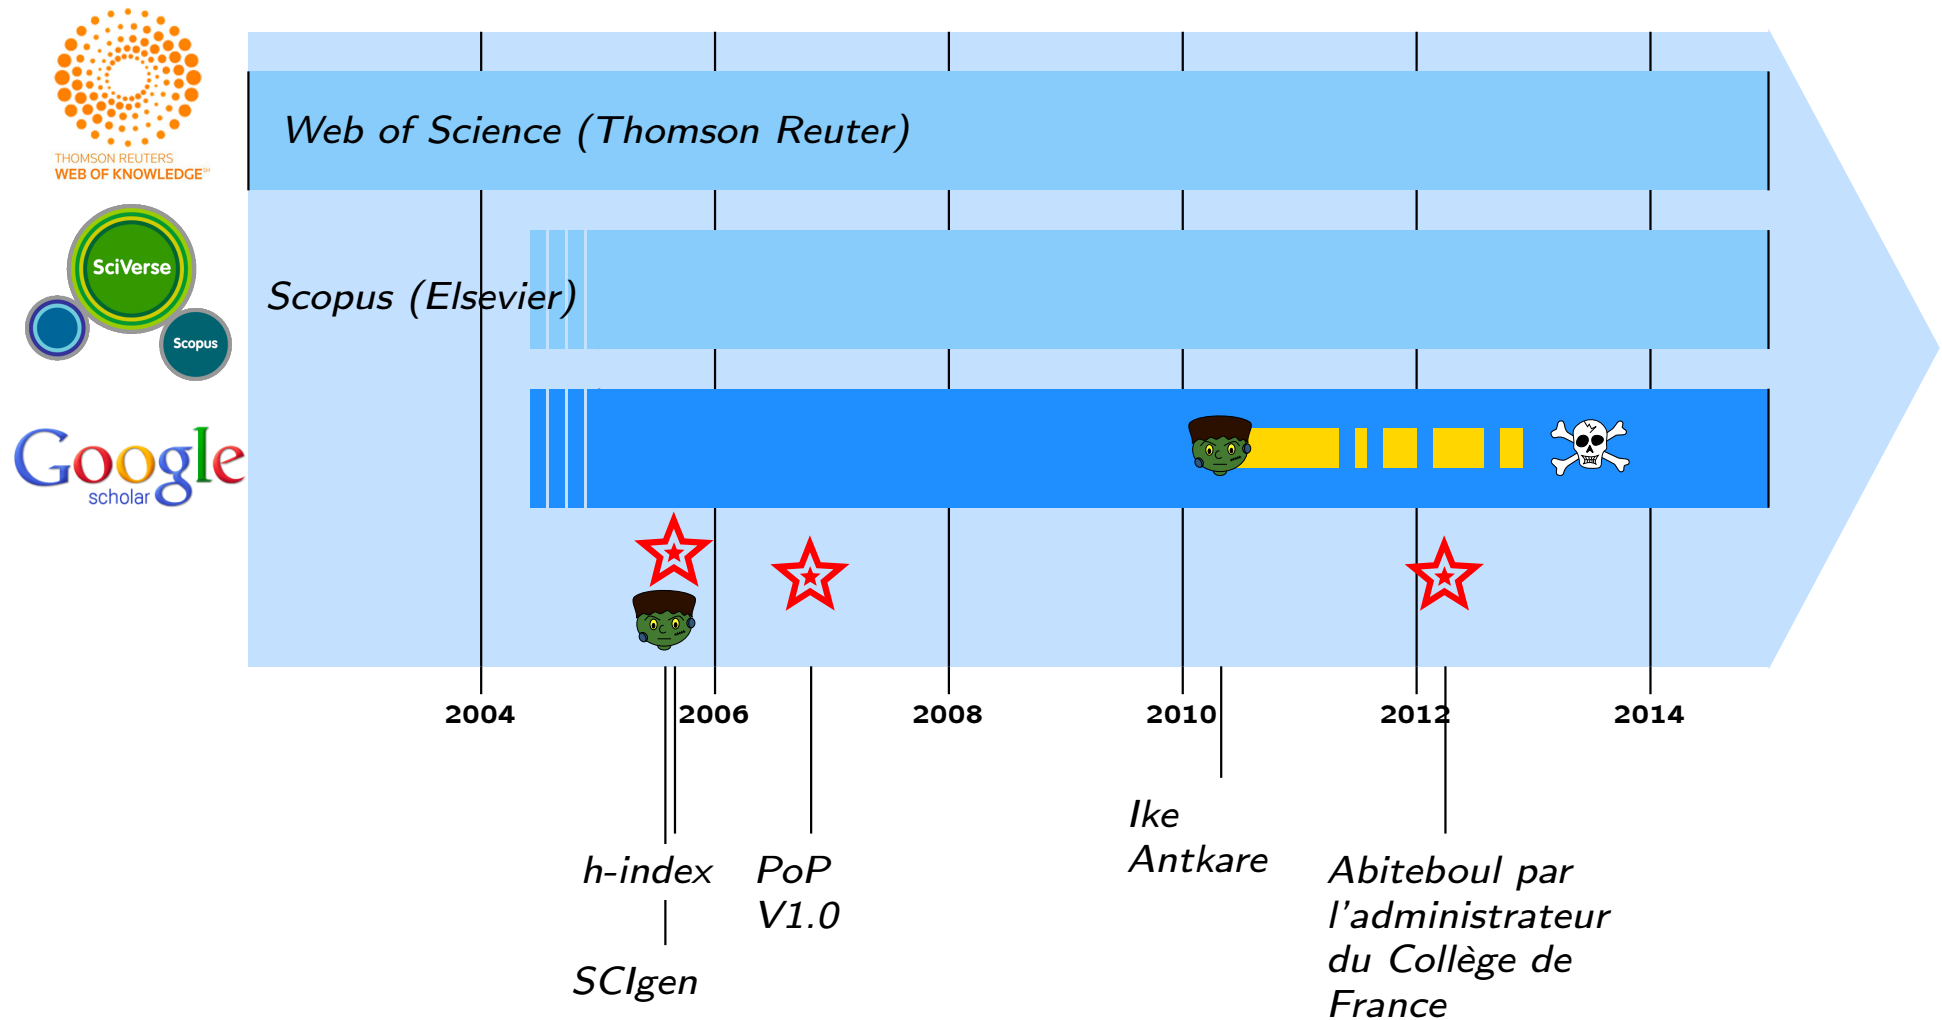 THOMSON REUTERS
WEB OF KNOWLEDGE℠
Web of Science (Thomson Reuter)
SciVerse
Scopus
Scopus (Elsevier)
Google
scholar
2004 2006 2008 2010 2012 2014
Ike
Antkare
h-index
PoP
V1.0
Abiteboul par
l'administrateur
du Collège de
France
SCIgen